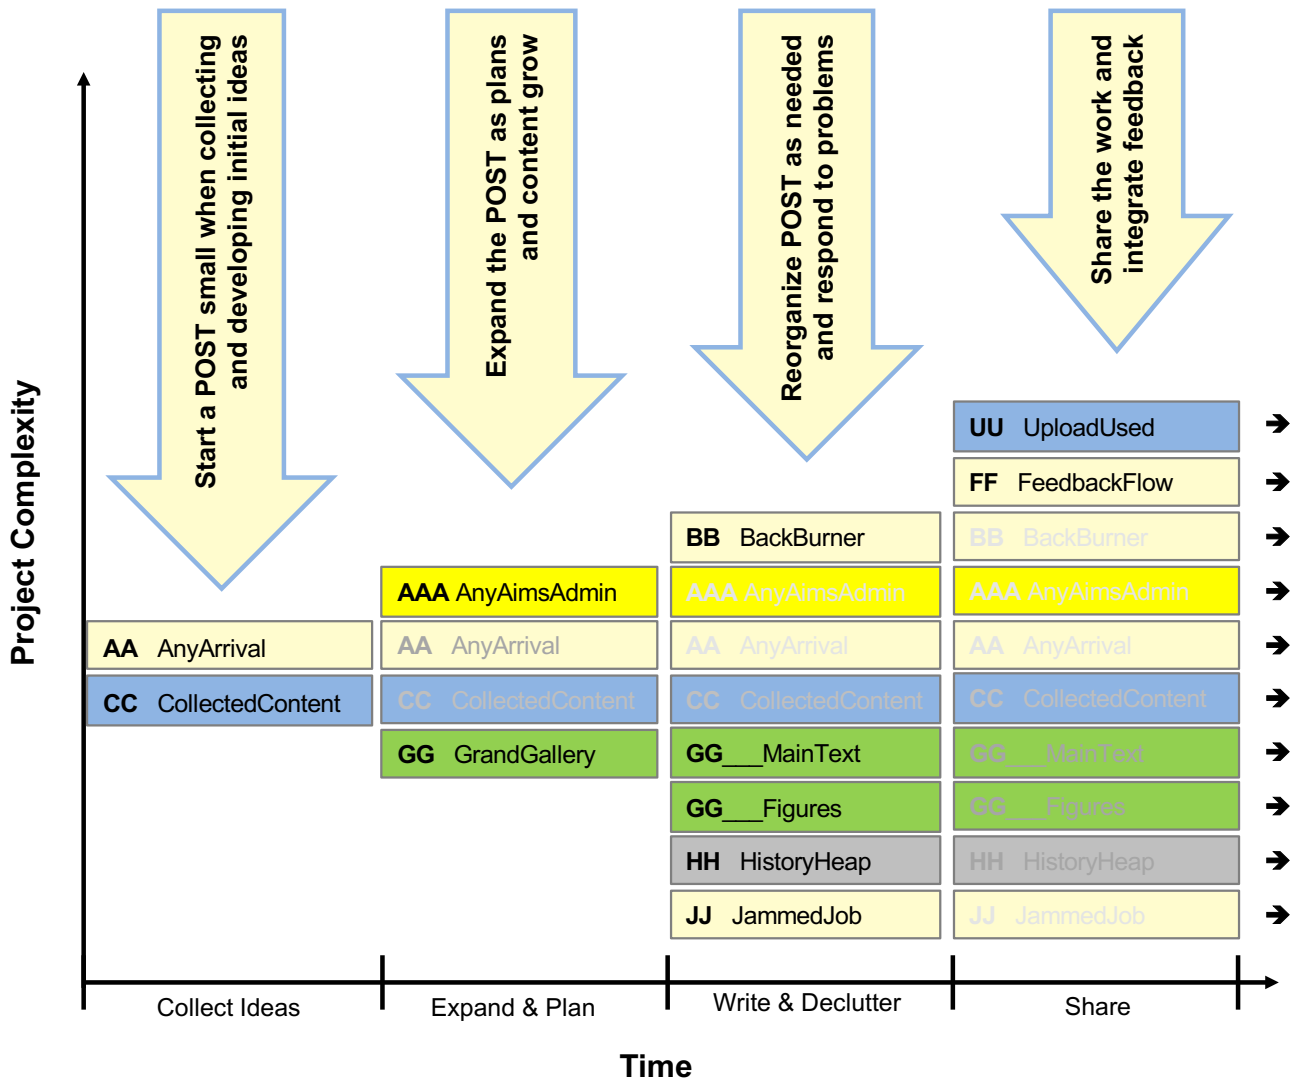 Start a POST small when collecting
and developing initial ideas
Expand the POST as plans
and content grow
Reorganize POST as needed
and respond to problems
Share the work and
integrate feedback
Project Complexity
UU UploadUsed
FF FeedbackFlow
BB BackBurner
BB BackBurner
AAA AnyAimsAdmin
AAA AnyAimsAdmin
AAA AnyAimsAdmin
AA AnyArrival
AA AnyArrival
AA AnyArrival
AA AnyArrival
CC CollectedContent
CC CollectedContent
CC CollectedContent
CC CollectedContent
GG GrandGallery
GG___MainText
GG___MainText
GG___Figures
GG___Figures
HH HistoryHeap
HH HistoryHeap
JJ JammedJob
JJ JammedJob
Collect Ideas
Expand & Plan
Write & Declutter
Share
Time